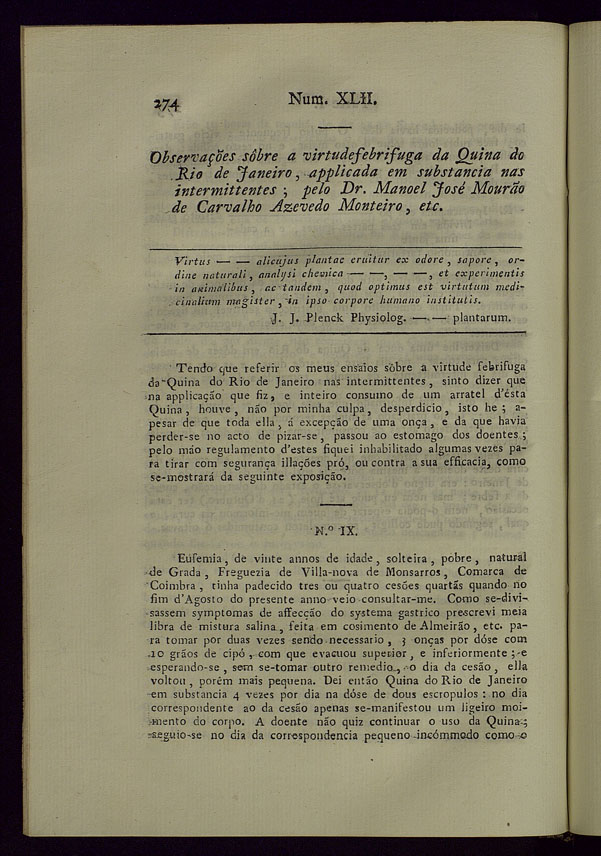 274
Num. XLII.
Observações sôbre a virtudefebrifuga da Quina do
Rio de Janeiro, applicada em substancia nas
intermittentes ; pelo Dr. Manoel José Mourão
de Carvalho Azevedo Monteiro, etc.
Virtus — — alicujus plantae eruitur ex odore, sapore, or-
dine naturali, analysi chemica — —, — —, et experimentis
in animalibus, ac tandem, quod optimus est virtutum medi-
cinalium magister, in ipso corpore humano institutis.
J. J. Plenck Physiolog. — — plantarum.
Tendo que referir os meus ensaios sòbre a virtude febrifuga
da Quina do Rio de Janeiro nas intermittentes, sinto dizer que
na applicação que fiz, e inteiro consumo de um arratel d'ésta
Quina, houve, não por minha culpa, desperdicio, isto he ; a-
pesar de que toda ella, á excepção de uma onça, e da que havia
perder-se no acto de pizar-se, passou ao estomago dos doentes ;
pelo máo regulamento d'estes fiquei inhabilitado algumas vezes pa-
ra tirar com segurança illações pró, ou contra a sua efficacia, como
se-mostrará da seguinte exposição.
N.º IX.
Eufemia, de vinte annos de idade, solteira, pobre, natural
de Grada, Freguezia de Villa-nova de Monsarros, Comarca de
Coimbra, tinha padecido tres ou quatro cesões quartãs quando no
fim d'Agosto do presente anno veio consultar-me. Como se-divi-
sassem symptomas de affecção do systema gastrico prescrevi meia
libra de mistura salina, feita em cosimento de Almeirão, etc. pa-
ra tomar por duas vezes sendo necessario, 3 onças por dóse com
10 grãos de cipó, com que evacuou superior, e inferiormente ; e
esperando-se, sem se-tomar outro remedio, o dia da cesão, ella
voltou, porém mais pequena. Dei então Quina do Rio de Janeiro
em substancia 4 vezes por dia na dóse de dous escropulos : no dia
correspondente ao da cesão apenas se-manifestou um ligeiro moi-
mento do corpo. A doente não quiz continuar o uso da Quina ;
seguio-se no dia da correspondencia pequeno incómmodo como o